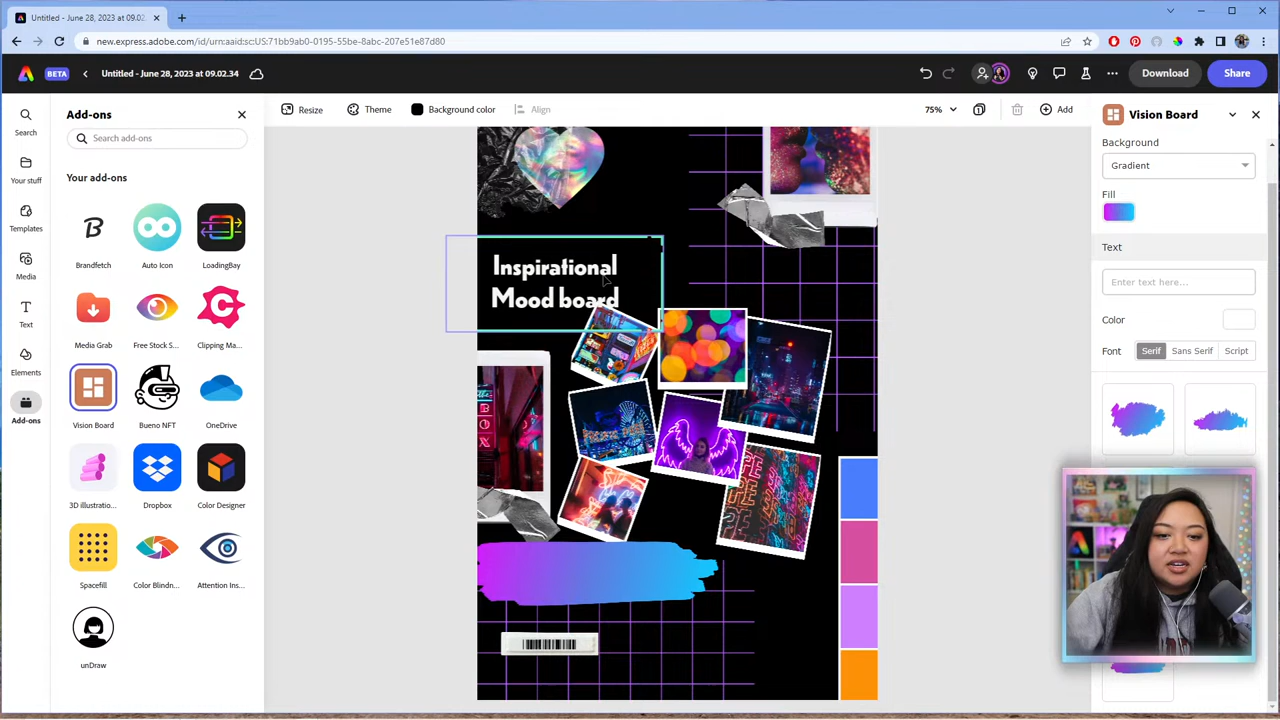 Untitled - June 28, 2023 at 09.02.
new.express.adobe.com/id/urn:aaid:sc:US:71bb9ab0-0195-55be-8abc-207e51e87d80
BETA
Untitled - June 28, 2023 at 09.02.34
Download
Share
Search
Your stuff
Templates
Media
Text
Elements
Add-ons
Add-ons
Search add-ons
Your add-ons
Brandfetch
Auto Icon
LoadingBay
Media Grab
Free Stock S...
Clipping Ma...
Vision Board
Bueno NFT
OneDrive
3D illustratio...
Dropbox
Color Designer
Spacefill
Color Blindn...
Attention Ins...
unDraw
Resize
Theme
Background color
Align
75%
1
Add
Inspirational
Mood board
Vision Board
Background
Gradient
Fill
Text
Enter text here...
Color
Font
Serif
Sans Serif
Script